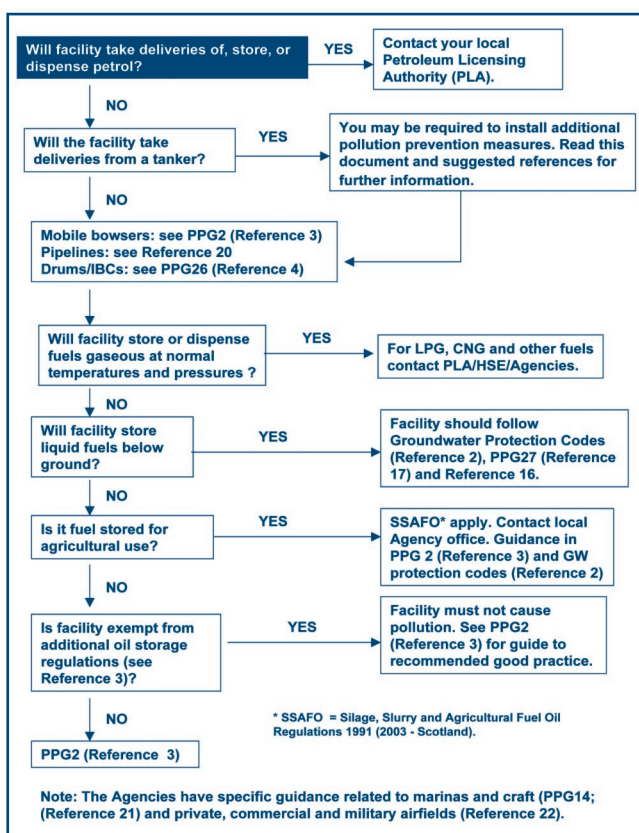 Will facility take deliveries of, store, or
dispense petrol?
YES
Contact your local
Petroleum Licensing
Authority (PLA).
NO
Will the facility take
deliveries from a tanker?
YES
You may be required to install additional
pollution prevention measures. Read this
document and suggested references for
further information.
NO
Mobile bowsers: see PPG2 (Reference 3)
Pipelines: see Reference 20
Drums/IBCs: see PPG26 (Reference 4)
Will facility store or dispense
fuels gaseous at normal
temperatures and pressures ?
YES
For LPG, CNG and other fuels
contact PLA/HSE/Agencies.
NO
Will facility store
liquid fuels below
ground?
YES
Facility should follow
Groundwater Protection Codes
(Reference 2), PPG27 (Reference
17) and Reference 16.
NO
Is it fuel stored for
agricultural use?
YES
SSAFO* apply. Contact local
Agency office. Guidance in
PPG 2 (Reference 3) and GW
protection codes (Reference 2)
NO
Is facility exempt from
additional oil storage
regulations (see
Reference 3)?
YES
Facility must not cause
pollution. See PPG2
(Reference 3) for guide to
recommended good practice.
NO
PPG2 (Reference 3)
* SSAFO = Silage, Slurry and Agricultural Fuel Oil
Regulations 1991 (2003 - Scotland).
Note: The Agencies have specific guidance related to marinas and craft (PPG14;
(Reference 21) and private, commercial and military airfields (Reference 22).